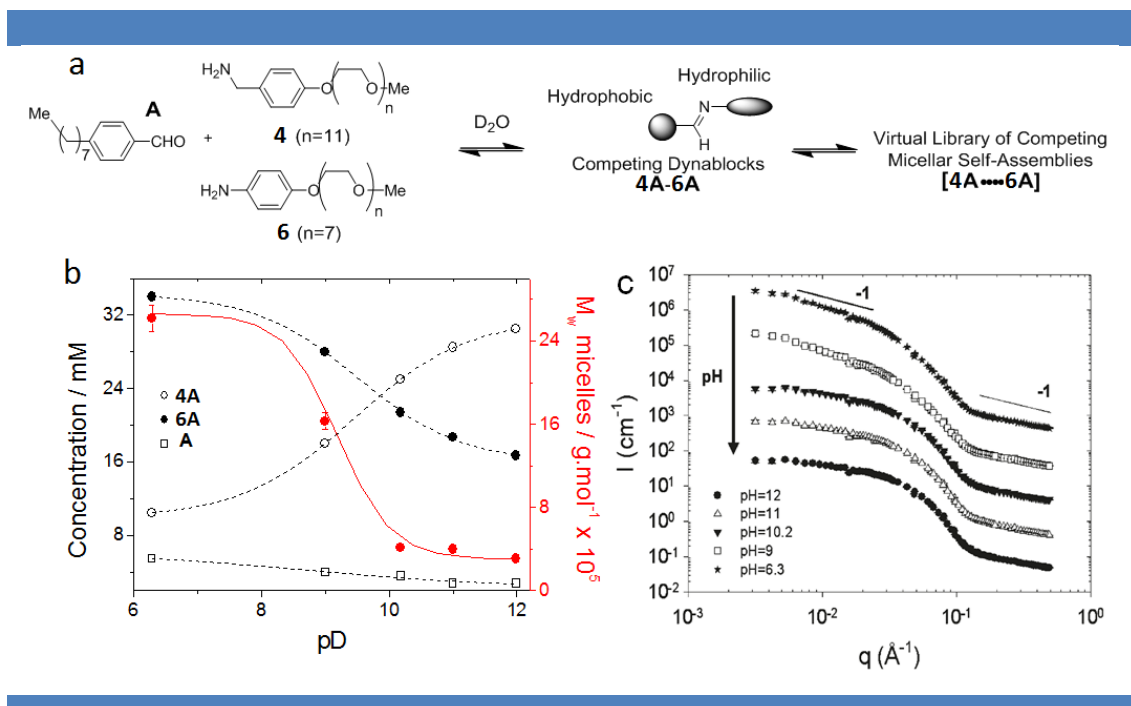 a
Me
7
A
CHO
+
H₂N
O
O
Me
n
4 (n=11)
H₂N
O
O
Me
n
6 (n=7)
D₂O
Hydrophobic
Hydrophilic
N
H
Competing Dynablocks
4A-6A
Virtual Library of Competing
Micellar Self-Assemblies
[4A••••6A]
b
Concentration / mM
32
24
16
8
4A
6A
A
6
8
10
12
pD
24
16
8
0
M_w micelles / g.mol⁻¹ x 10⁵
c
I (cm⁻¹)
10⁷
10⁶
10⁵
10⁴
10³
10²
10¹
10⁰
10⁻¹
10⁻²
-1
-1
pH
pH=12
pH=11
pH=10.2
pH=9
pH=6.3
10⁻³
10⁻²
10⁻¹
10⁰
q (Å⁻¹)